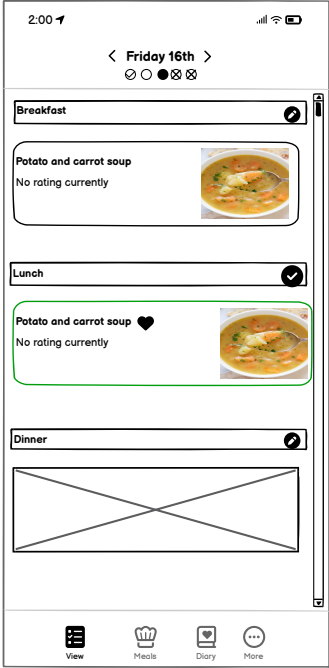 2:00
Friday 16th
Breakfast
Potato and carrot soup
No rating currently
Lunch
Potato and carrot soup
No rating currently
Dinner
View Meals Diary More